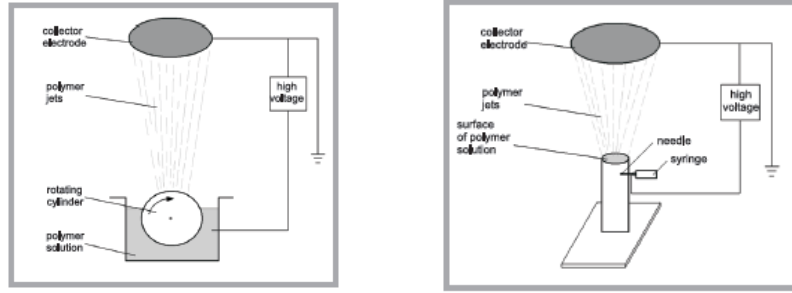 collector
electrode
polymer
jets
high
voltage
rotating
cylinder
polymer
solution
collector
electrode
polymer
jets
surface
of polymer
solution
high
voltage
needle
syringe